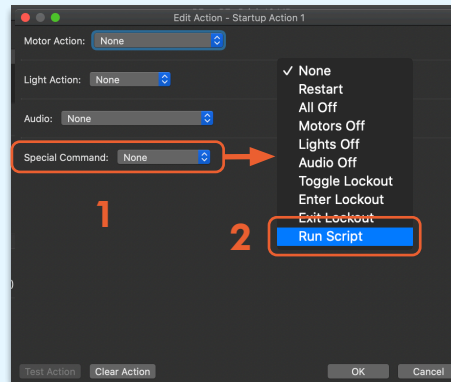 Edit Action - Startup Action 1
Motor Action: None
Light Action: None
Audio: None
Special Command: None
✓ None
Restart
All Off
Motors Off
Lights Off
Audio Off
Toggle Lockout
Enter Lockout
Exit Lockout
Run Script
1
2
Test Action Clear Action OK Cancel